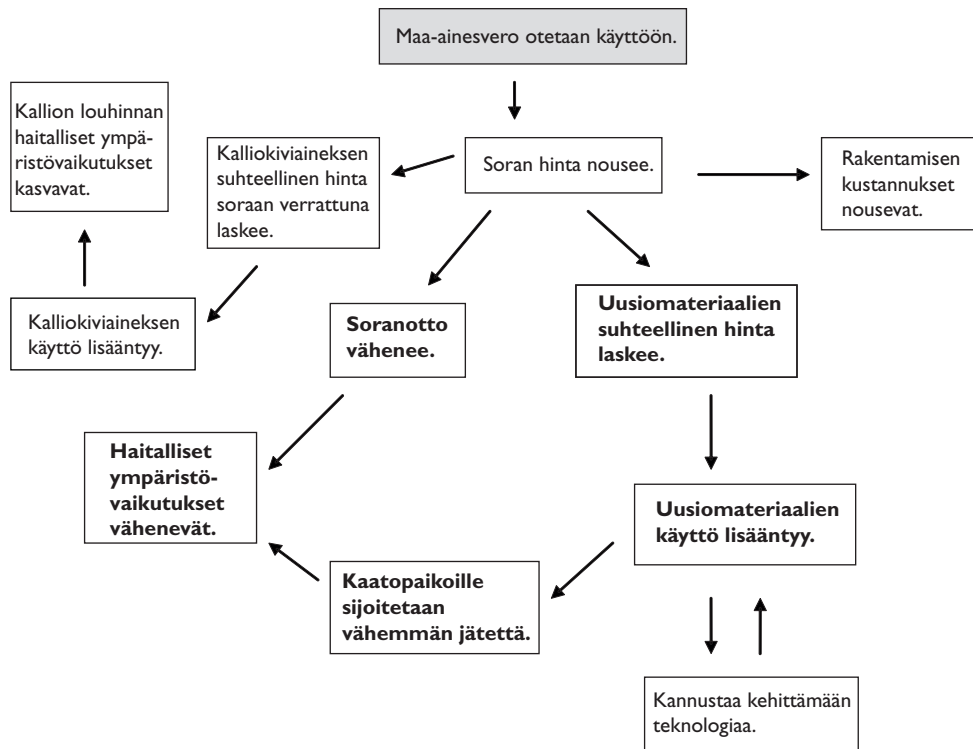 Maa-ainesvero otetaan käyttöön.
Kallion louhinnan
haitalliset ympä-
ristövaikutukset
kasvavat.
Kalliokiviaineksen
suhteellinen hinta
soraan verrattuna
laskee.
Soran hinta nousee.
Rakentamisen
kustannukset
nousevat.
Kalliokiviaineksen
käyttö lisääntyy.
Soranotto
vähenee.
Uusiomateriaalien
suhteellinen hinta
laskee.
Haitalliset
ympäristö-
vaikutukset
vähenevät.
Uusiomateriaalien
käyttö lisääntyy.
Kaatopaikoille
sijoitetaan
vähemmän jätettä.
Kannustaa kehittämään
teknologiaa.